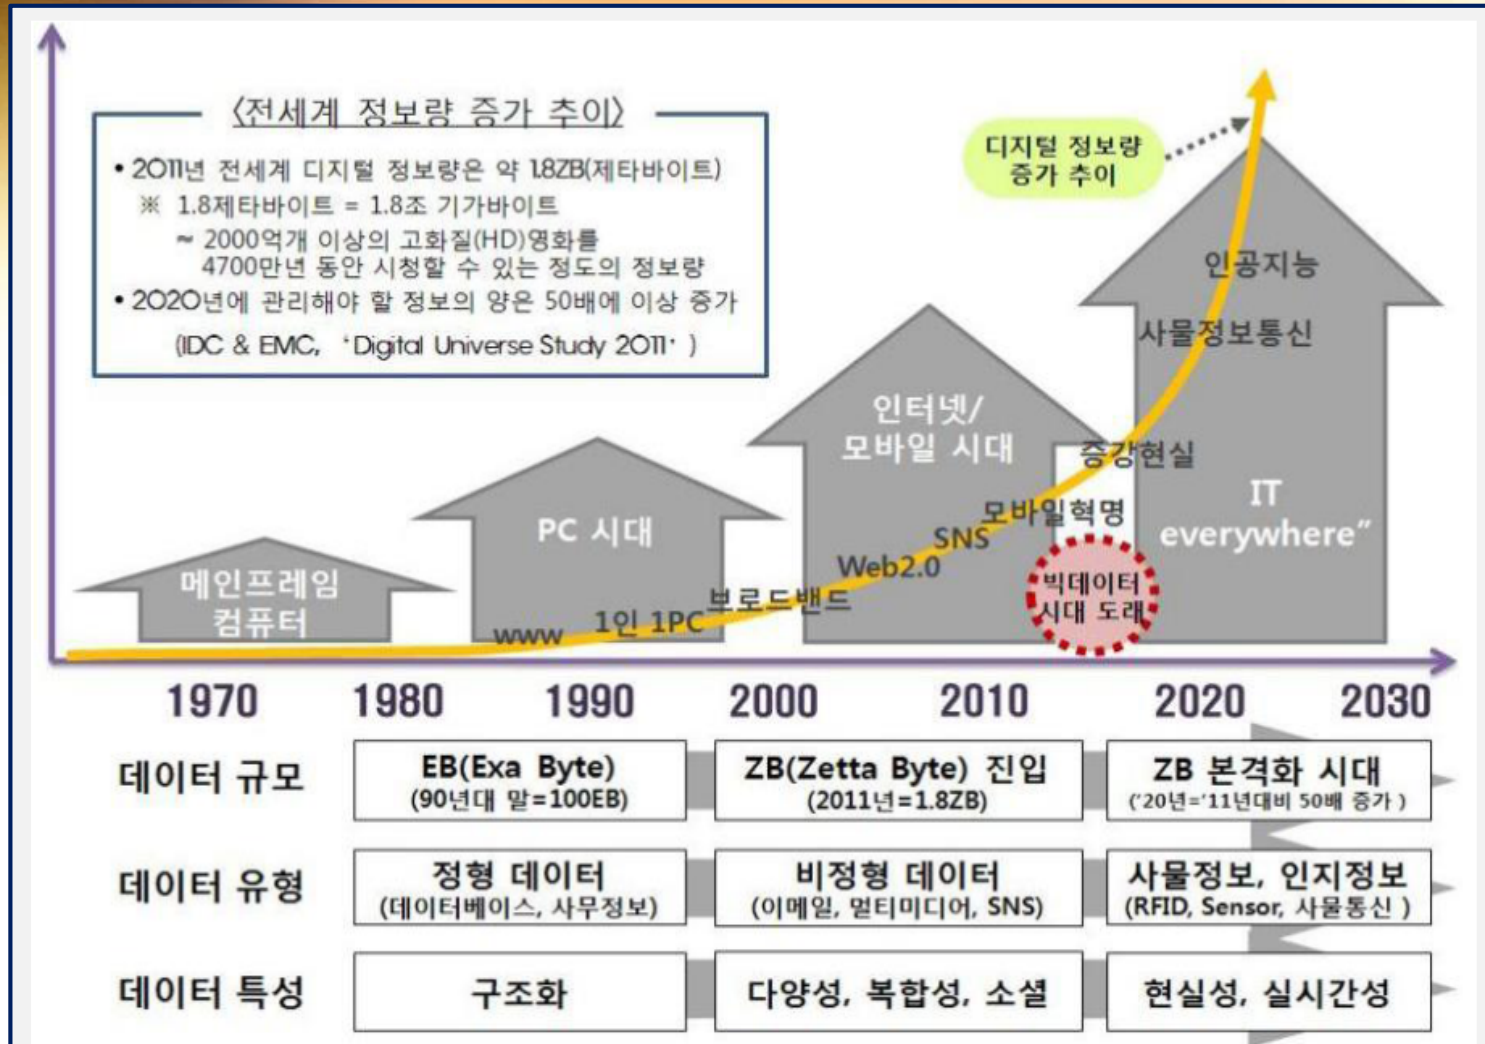 〈전세계 정보량 증가 추이〉
• 2011년 전세계 디지털 정보량은 약 1.8ZB(제타바이트)
※ 1.8제타바이트 = 1.8조 기가바이트
≈ 2000억개 이상의 고화질(HD)영화를
4700만년 동안 시청할 수 있는 정도의 정보량
• 2020년에 관리해야 할 정보의 양은 50배에 이상 증가
(IDC & EMC, ‘Digital Universe Study 2011’ )
디지털 정보량
증가 추이
인공지능
사물정보통신
인터넷/
모바일 시대
증강현실
IT
everywhere”
모바일혁명
PC 시대
SNS
Web2.0
메인프레임
컴퓨터
브로드밴드
빅데이터
시대 도래
1인 1PC
www
1970 1980 1990 2000 2010 2020 2030
데이터 규모
EB(Exa Byte)
(90년대 말=100EB)
ZB(Zetta Byte) 진입
(2011년=1.8ZB)
ZB 본격화 시대
('20년='11년대비 50배 증가 )
데이터 유형
정형 데이터
(데이터베이스, 사무정보)
비정형 데이터
(이메일, 멀티미디어, SNS)
사물정보, 인지정보
(RFID, Sensor, 사물통신 )
데이터 특성
구조화
다양성, 복합성, 소셜
현실성, 실시간성